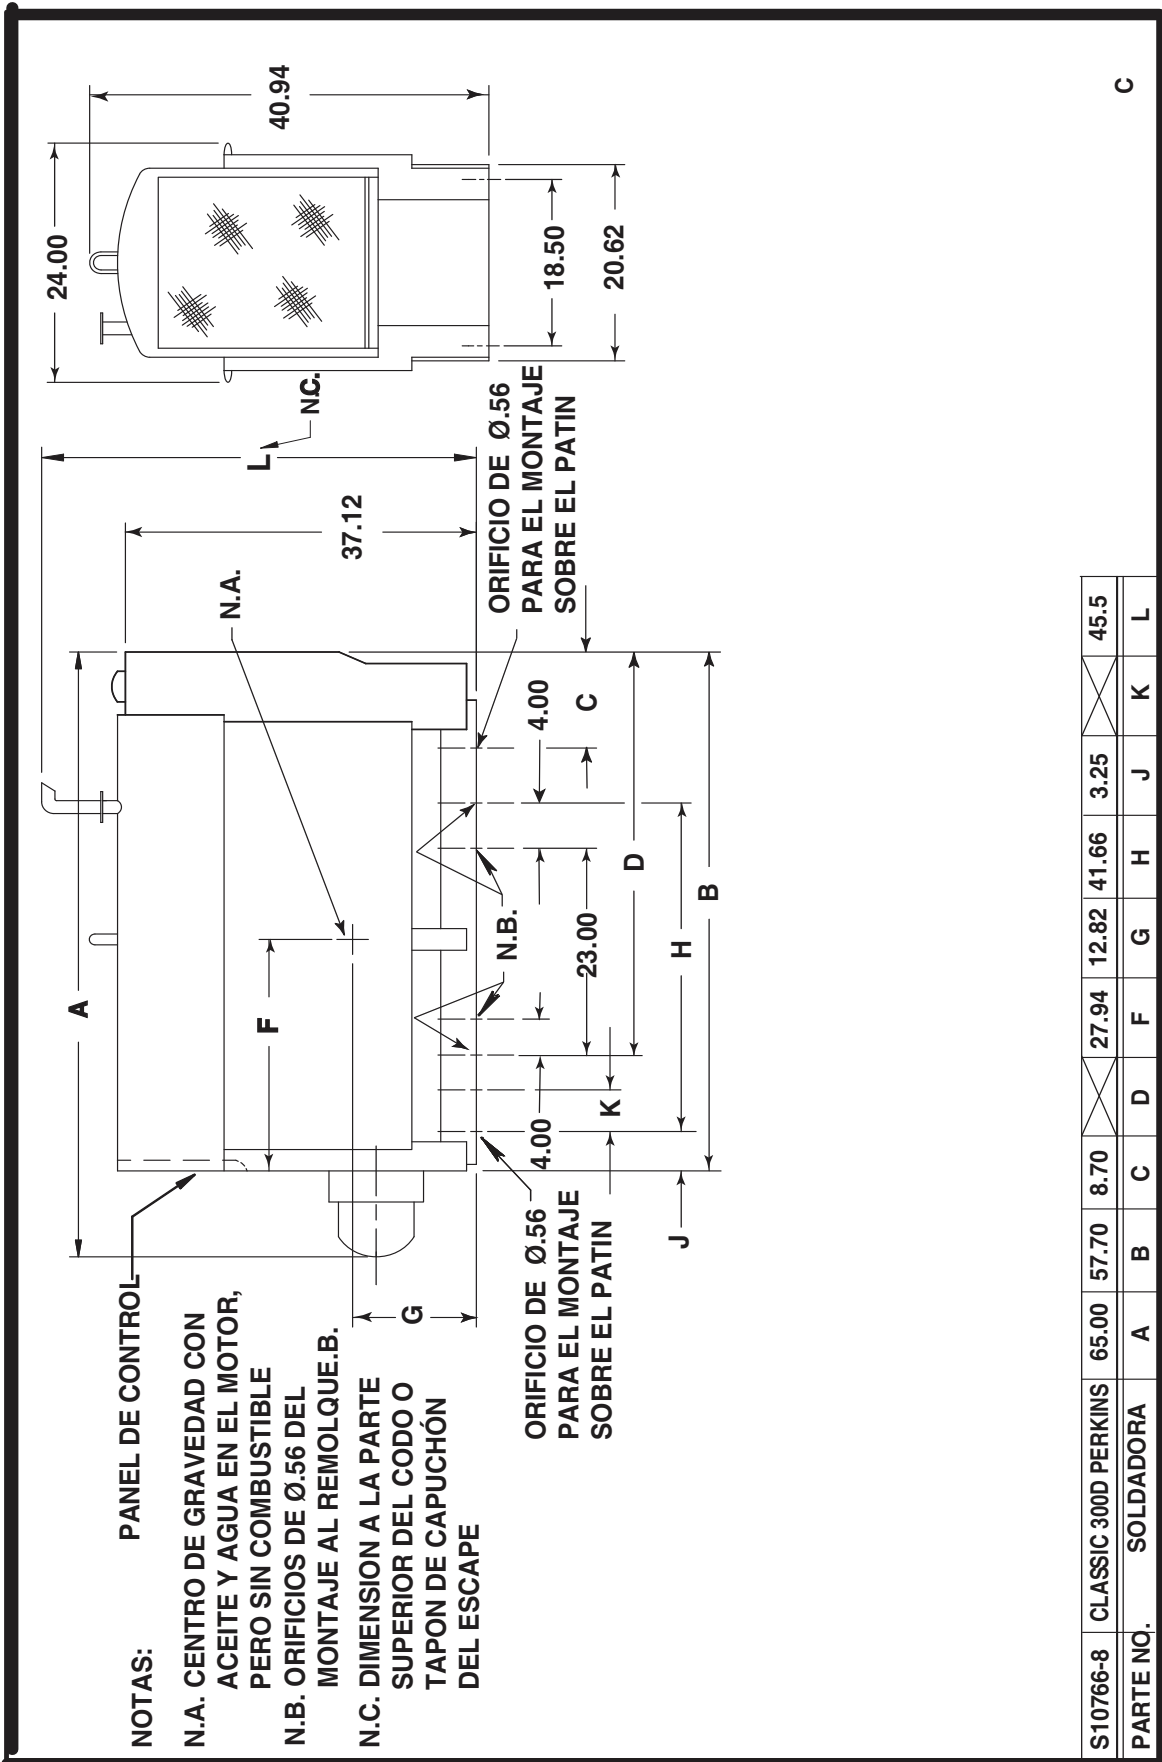 24.00
40.94
18.50
20.62
N.C.
L
37.12
N.A.
A
F
G
PANEL DE CONTROL
ORIFICIO DE Ø.56
PARA EL MONTAJE
SOBRE EL PATIN
4.00
C
D
B
H
23.00
N.B.
K
4.00
J
ORIFICIO DE Ø.56
PARA EL MONTAJE
SOBRE EL PATIN
NOTAS:
N.A. CENTRO DE GRAVEDAD CON
ACEITE Y AGUA EN EL MOTOR,
PERO SIN COMBUSTIBLE
N.B. ORIFICIOS DE Ø.56 DEL
MONTAJE AL REMOLQUE.B.
N.C. DIMENSION A LA PARTE
SUPERIOR DEL CODO O
TAPON DE CAPUCHÓN
DEL ESCAPE
S10766-8 CLASSIC 300D PERKINS 65.00 57.70 8.70 27.94 12.82 41.66 3.25 45.5
PARTE NO. SOLDADORA A B C D F G H J K L
C